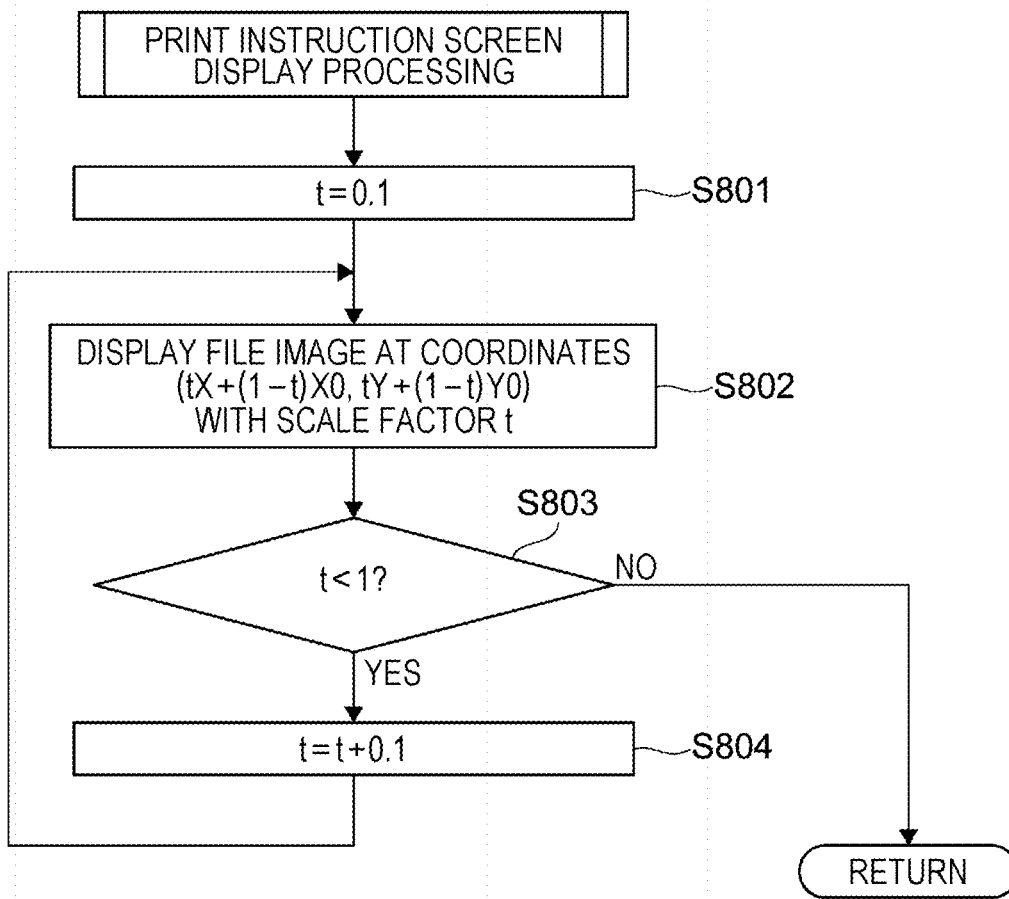 PRINT INSTRUCTION SCREEN
DISPLAY PROCESSING
t=0.1
S801
DISPLAY FILE IMAGE AT COORDINATES
(tX+(1-t)X0, tY+(1-t)Y0)
WITH SCALE FACTOR t
S802
S803
t<1?
NO
YES
t=t+0.1
S804
RETURN